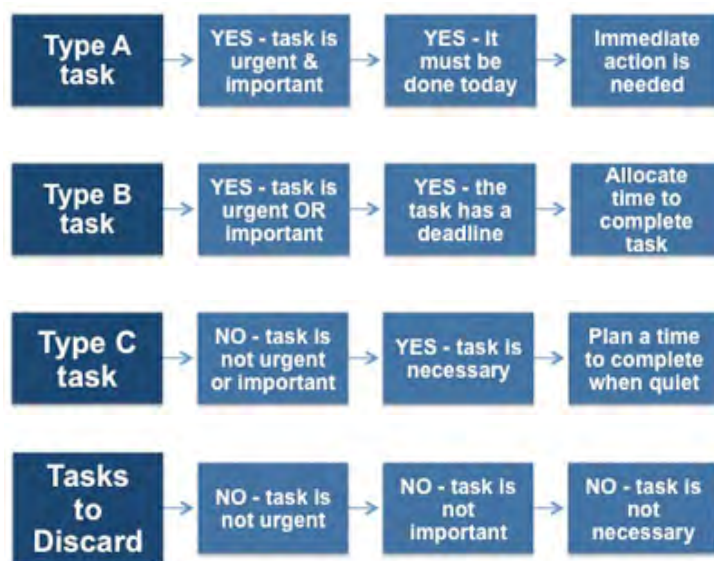 Type A
task
YES - task is
urgent &
important
YES - It
must be
done today
Immediate
action is
needed
Type B
task
YES - task is
urgent OR
important
YES - the
task has a
deadline
Allocate
time to
complete
task
Type C
task
NO - task is
not urgent
or important
YES - task is
necessary
Plan a time
to complete
when quiet
Tasks
to
Discard
NO - task is
not urgent
NO - task is
not
important
NO - task is
not
necessary